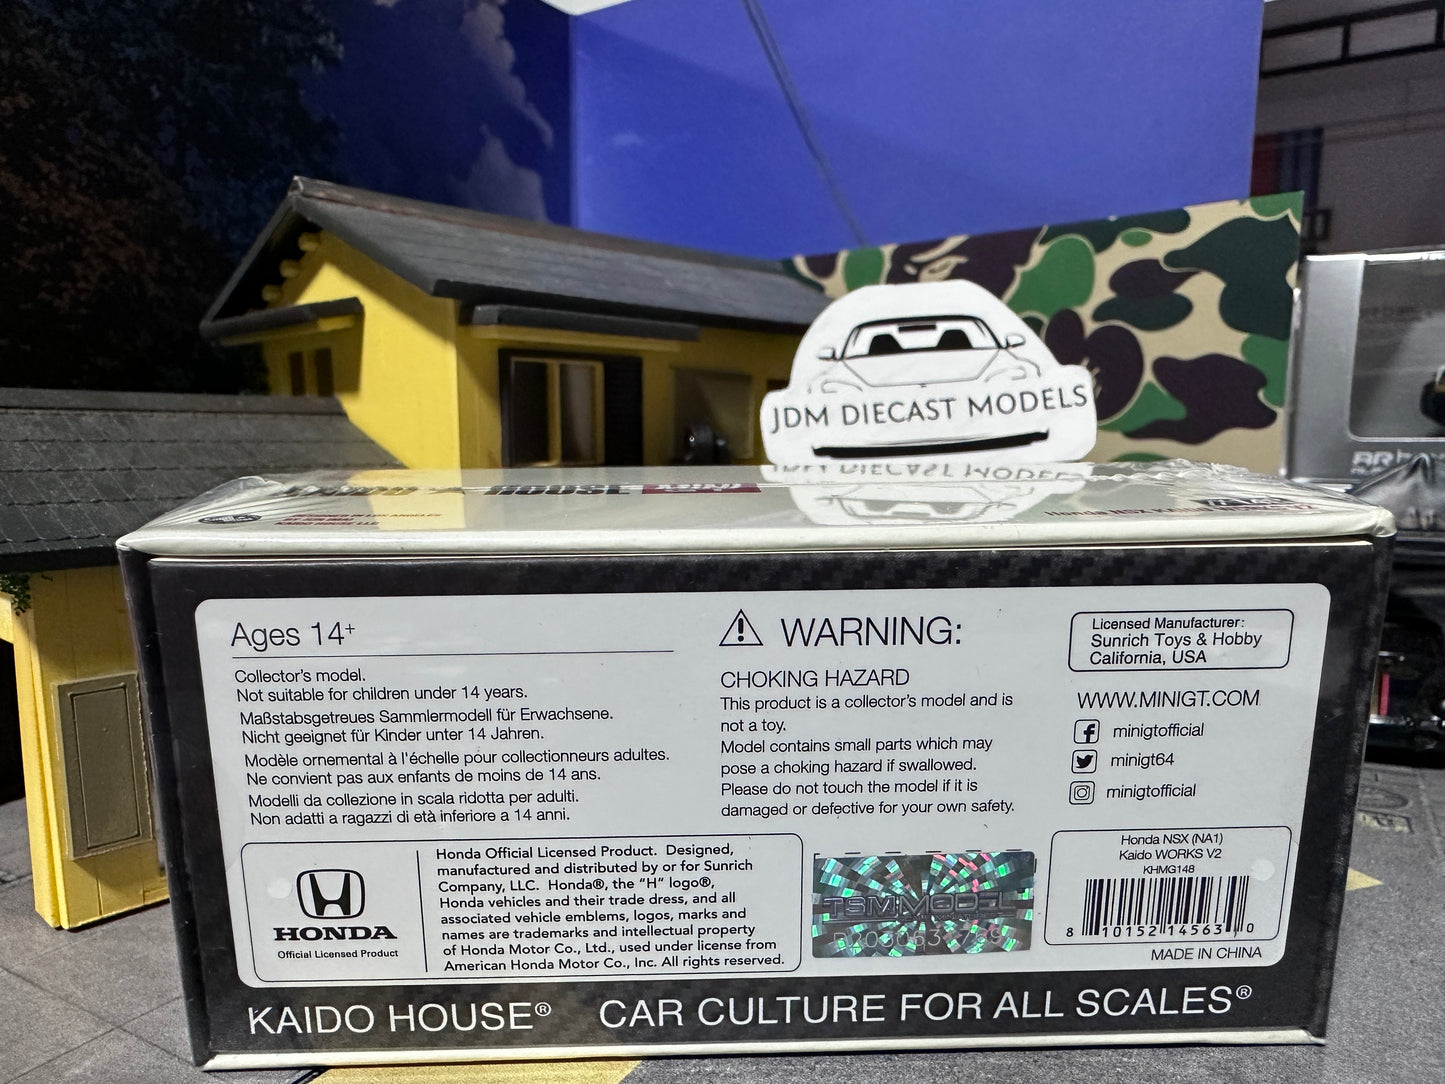 JDM DIECAST MODELS
HOUSE
Ages 14+
Collector's model.
Not suitable for children under 14 years.
Maßstabsgetreues Sammlermodell für Erwachsene.
Nicht geeignet für Kinder unter 14 Jahren.
Modèle ornemental à l'échelle pour collectionneurs adultes.
Ne convient pas aux enfants de moins de 14 ans.
Modelli da collezione in scala ridotta per adulti.
Non adatti a ragazzi di età inferiore a 14 anni.
WARNING:
CHOKING HAZARD
This product is a collector's model and is
not a toy.
Model contains small parts which may
pose a choking hazard if swallowed.
Please do not touch the model if it is
damaged or defective for your own safety.
Licensed Manufacturer:
Sunrich Toys & Hobby
California, USA
WWW.MINIGT.COM
minigtofficial
minigt64
minigtofficial
HONDA
Official Licensed Product
Honda Official Licensed Product. Designed,
manufactured and distributed by or for Sunrich
Company, LLC. Honda®, the "H" logo®,
Honda vehicles and their trade dress, and all
associated vehicle emblems, logos, marks and
names are trademarks and intellectual property
of Honda Motor Co., Ltd., used under license from
American Honda Motor Co., Inc. All rights reserved.
TSM MODEL
Honda NSX (NA1)
Kaido WORKS V2
KHMG148
8 10152 14563 0
MADE IN CHINA
KAIDO HOUSE® CAR CULTURE FOR ALL SCALES®